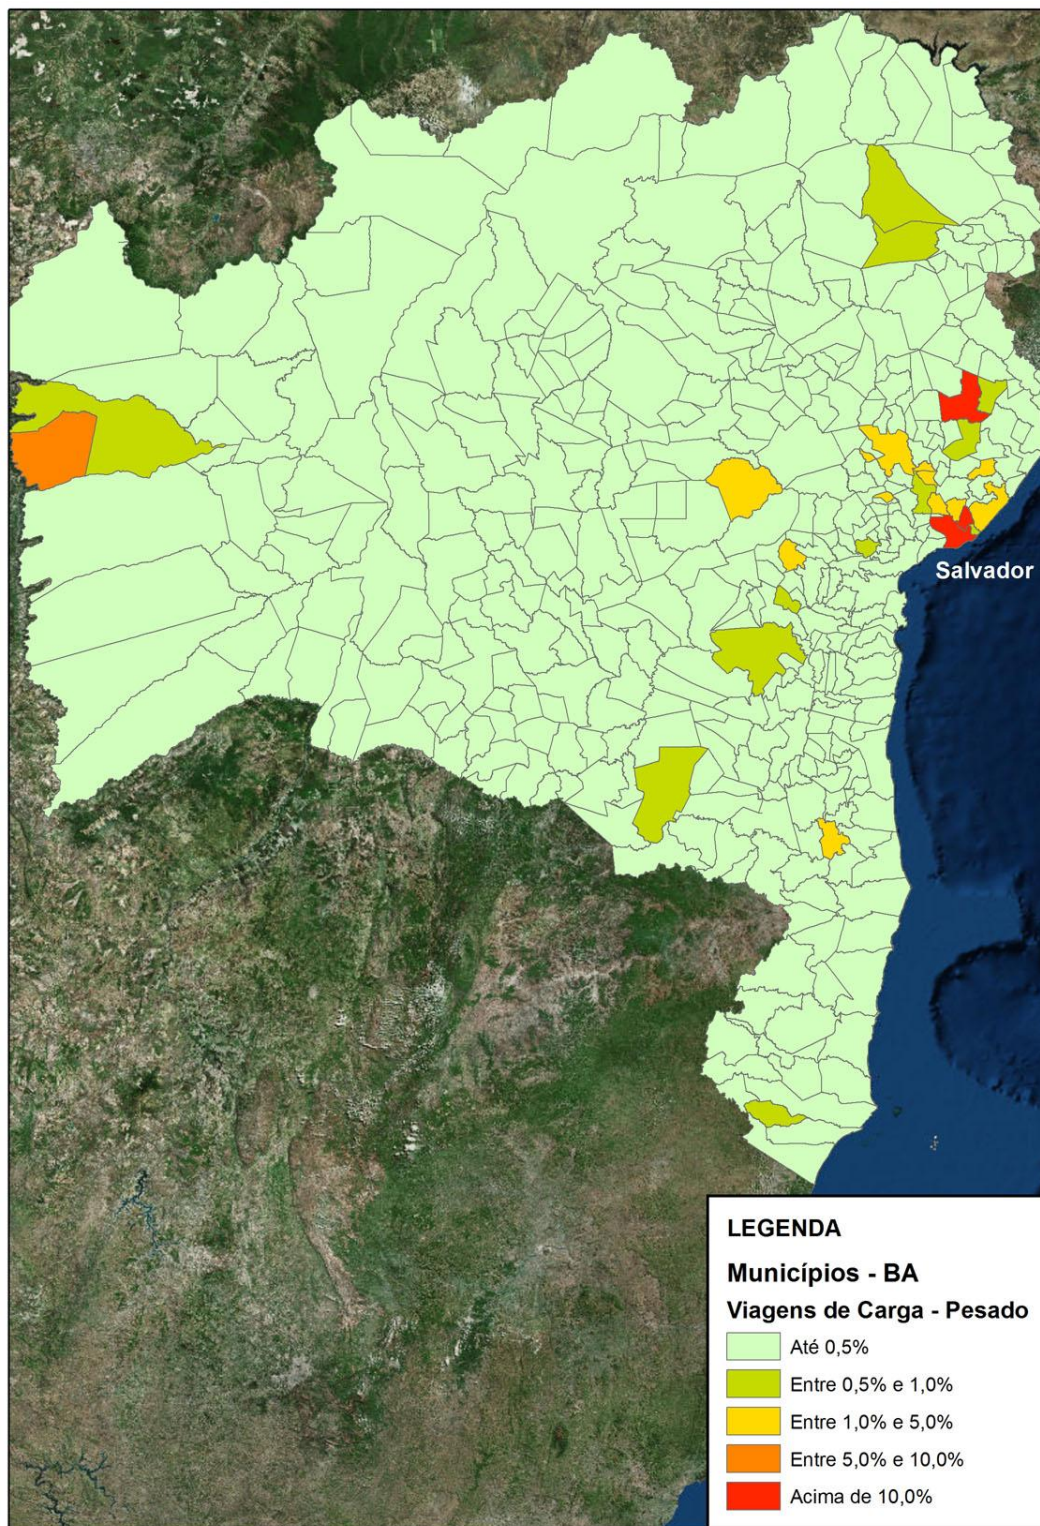 Salvador
LEGENDA
Municípios - BA
Viagens de Carga - Pesado
Até 0,5%
Entre 0,5% e 1,0%
Entre 1,0% e 5,0%
Entre 5,0% e 10,0%
Acima de 10,0%